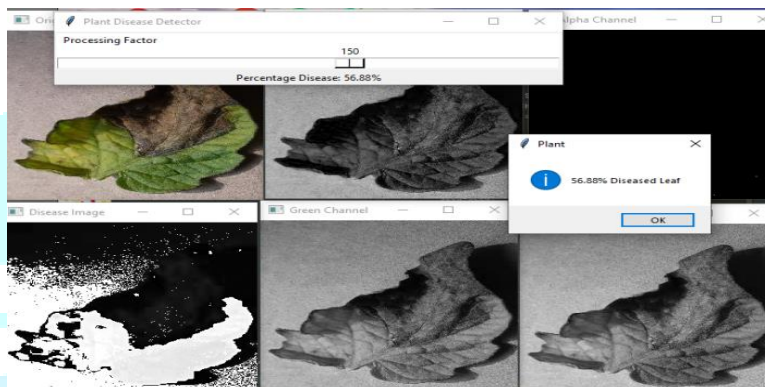 Plant Disease Detector
Alpha Channel
Processing Factor
150
Percentage Disease: 56.88%
Plant
56.88% Diseased Leaf
OK
Disease Image
Green Channel